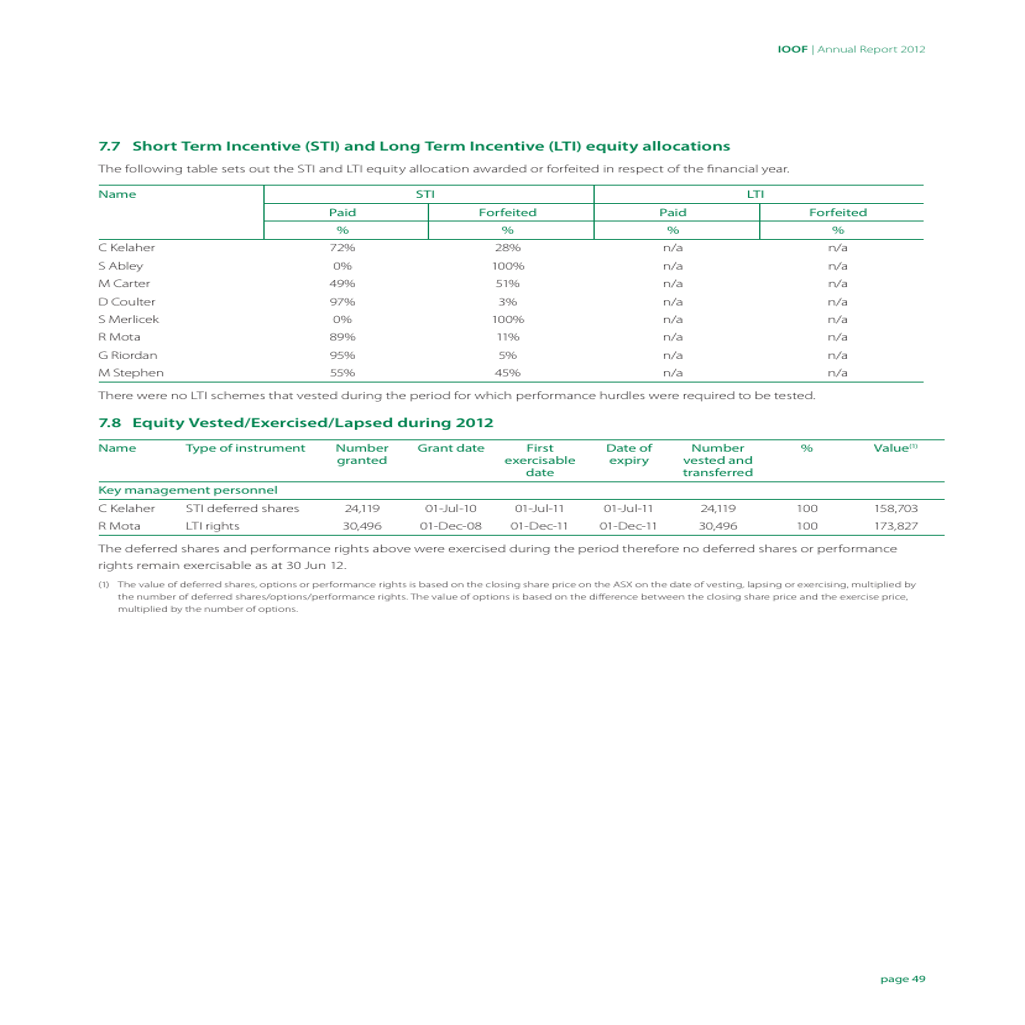 IOOF | Annual Report 2012
7.7 Short Term Incentive (STI) and Long Term Incentive (LTI) equity allocations
The following table sets out the STI and LTI equity allocation awarded or forfeited in respect of the financial year.
Name STI LTI
Paid Forfeited Paid Forfeited
% % % %
C Kelaher 72% 28% n/a n/a
S Abley 0% 100% n/a n/a
M Carter 49% 51% n/a n/a
D Coulter 97% 3% n/a n/a
S Merlicek 0% 100% n/a n/a
R Mota 89% 11% n/a n/a
G Riordan 95% 5% n/a n/a
M Stephen 55% 45% n/a n/a
There were no LTI schemes that vested during the period for which performance hurdles were required to be tested.
7.8 Equity Vested/Exercised/Lapsed during 2012
Name Type of instrument Number Grant date First Date of Number % Value(1)
granted exercisable expiry vested and
date transferred
Key management personnel
C Kelaher STI deferred shares 24,119 01-Jul-10 01-Jul-11 01-Jul-11 24,119 100 158,703
R Mota LTI rights 30,496 01-Dec-08 01-Dec-11 01-Dec-11 30,496 100 173,827
The deferred shares and performance rights above were exercised during the period therefore no deferred shares or performance
rights remain exercisable as at 30 Jun 12.
(1) The value of deferred shares, options or performance rights is based on the closing share price on the ASX on the date of vesting, lapsing or exercising, multiplied by
the number of deferred shares/options/performance rights. The value of options is based on the difference between the closing share price and the exercise price,
multiplied by the number of options.
page 49